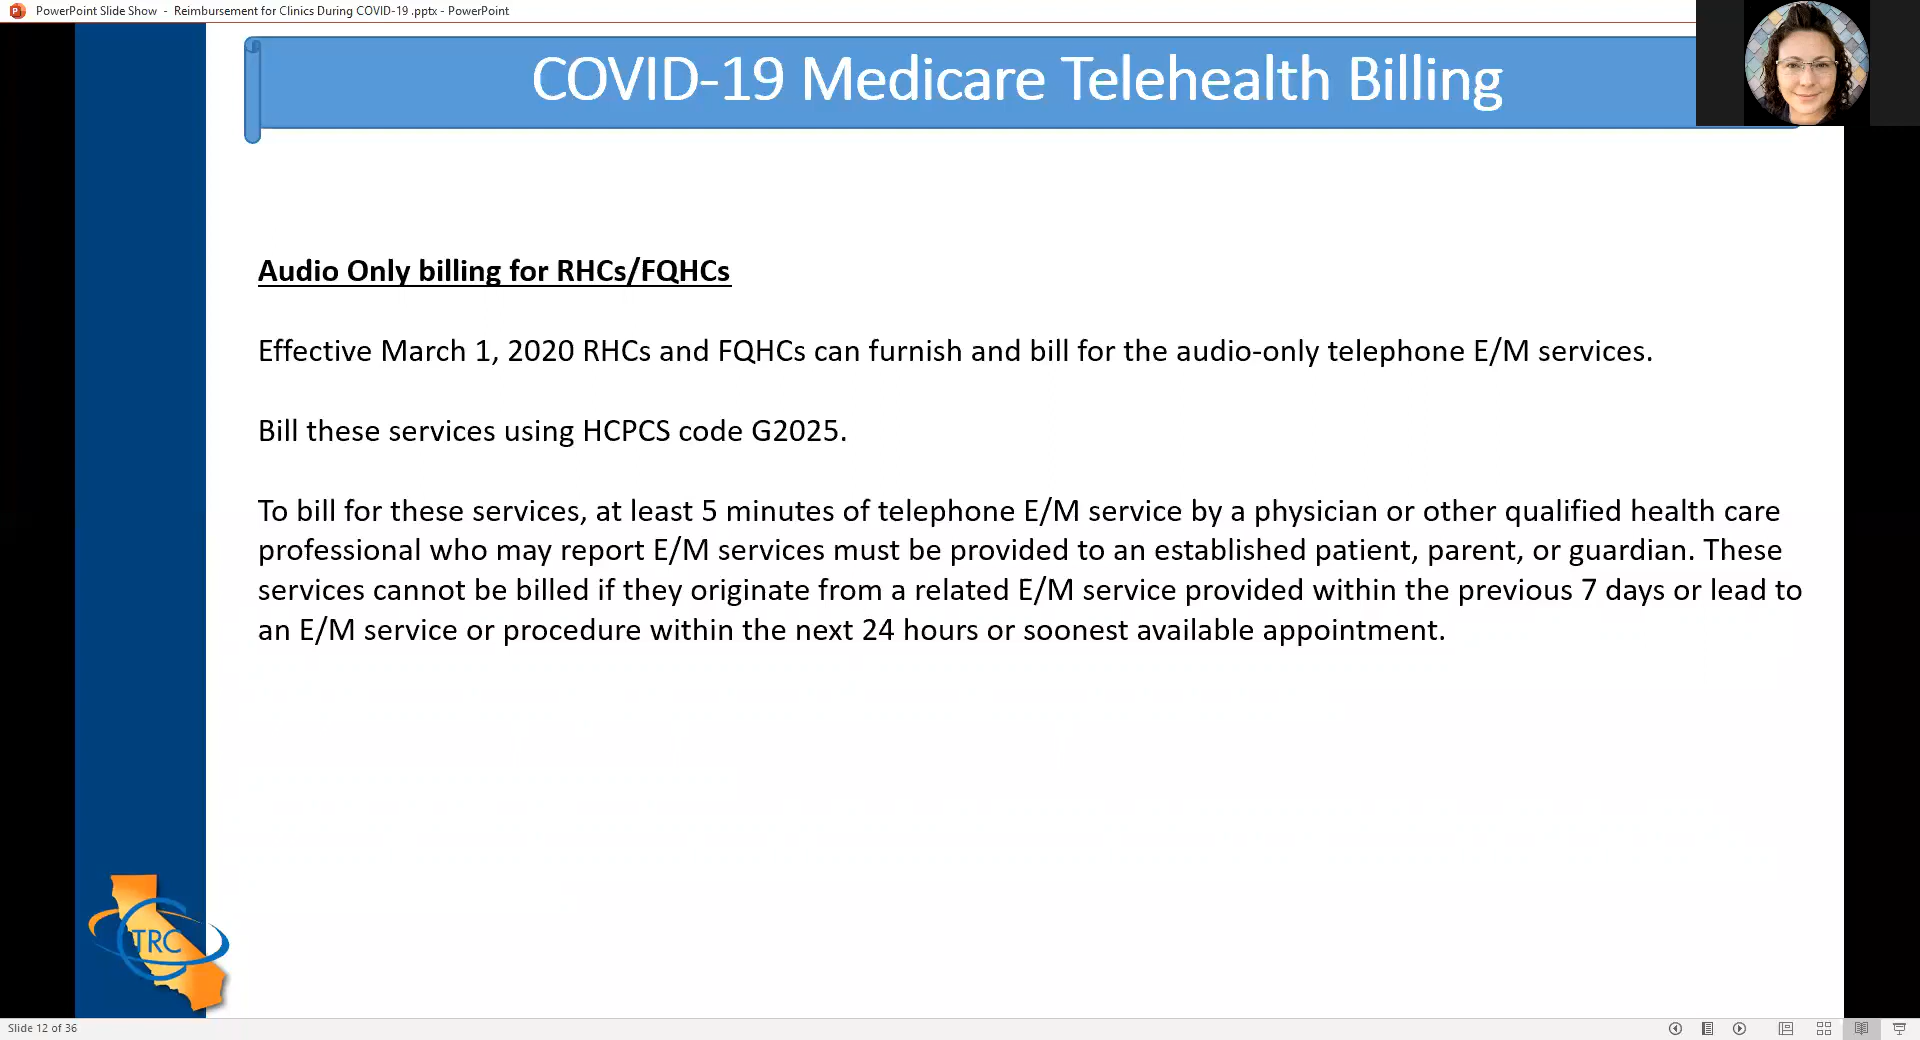 PowerPoint Slide Show - Reimbursement for Clinics During COVID-19 .pptx - PowerPoint
COVID-19 Medicare Telehealth Billing
Audio Only billing for RHCs/FQHCs
Effective March 1, 2020 RHCs and FQHCs can furnish and bill for the audio-only telephone E/M services.
Bill these services using HCPCS code G2025.
To bill for these services, at least 5 minutes of telephone E/M service by a physician or other qualified health care
professional who may report E/M services must be provided to an established patient, parent, or guardian. These
services cannot be billed if they originate from a related E/M service provided within the previous 7 days or lead to
an E/M service or procedure within the next 24 hours or soonest available appointment.
TRC
Slide 12 of 36